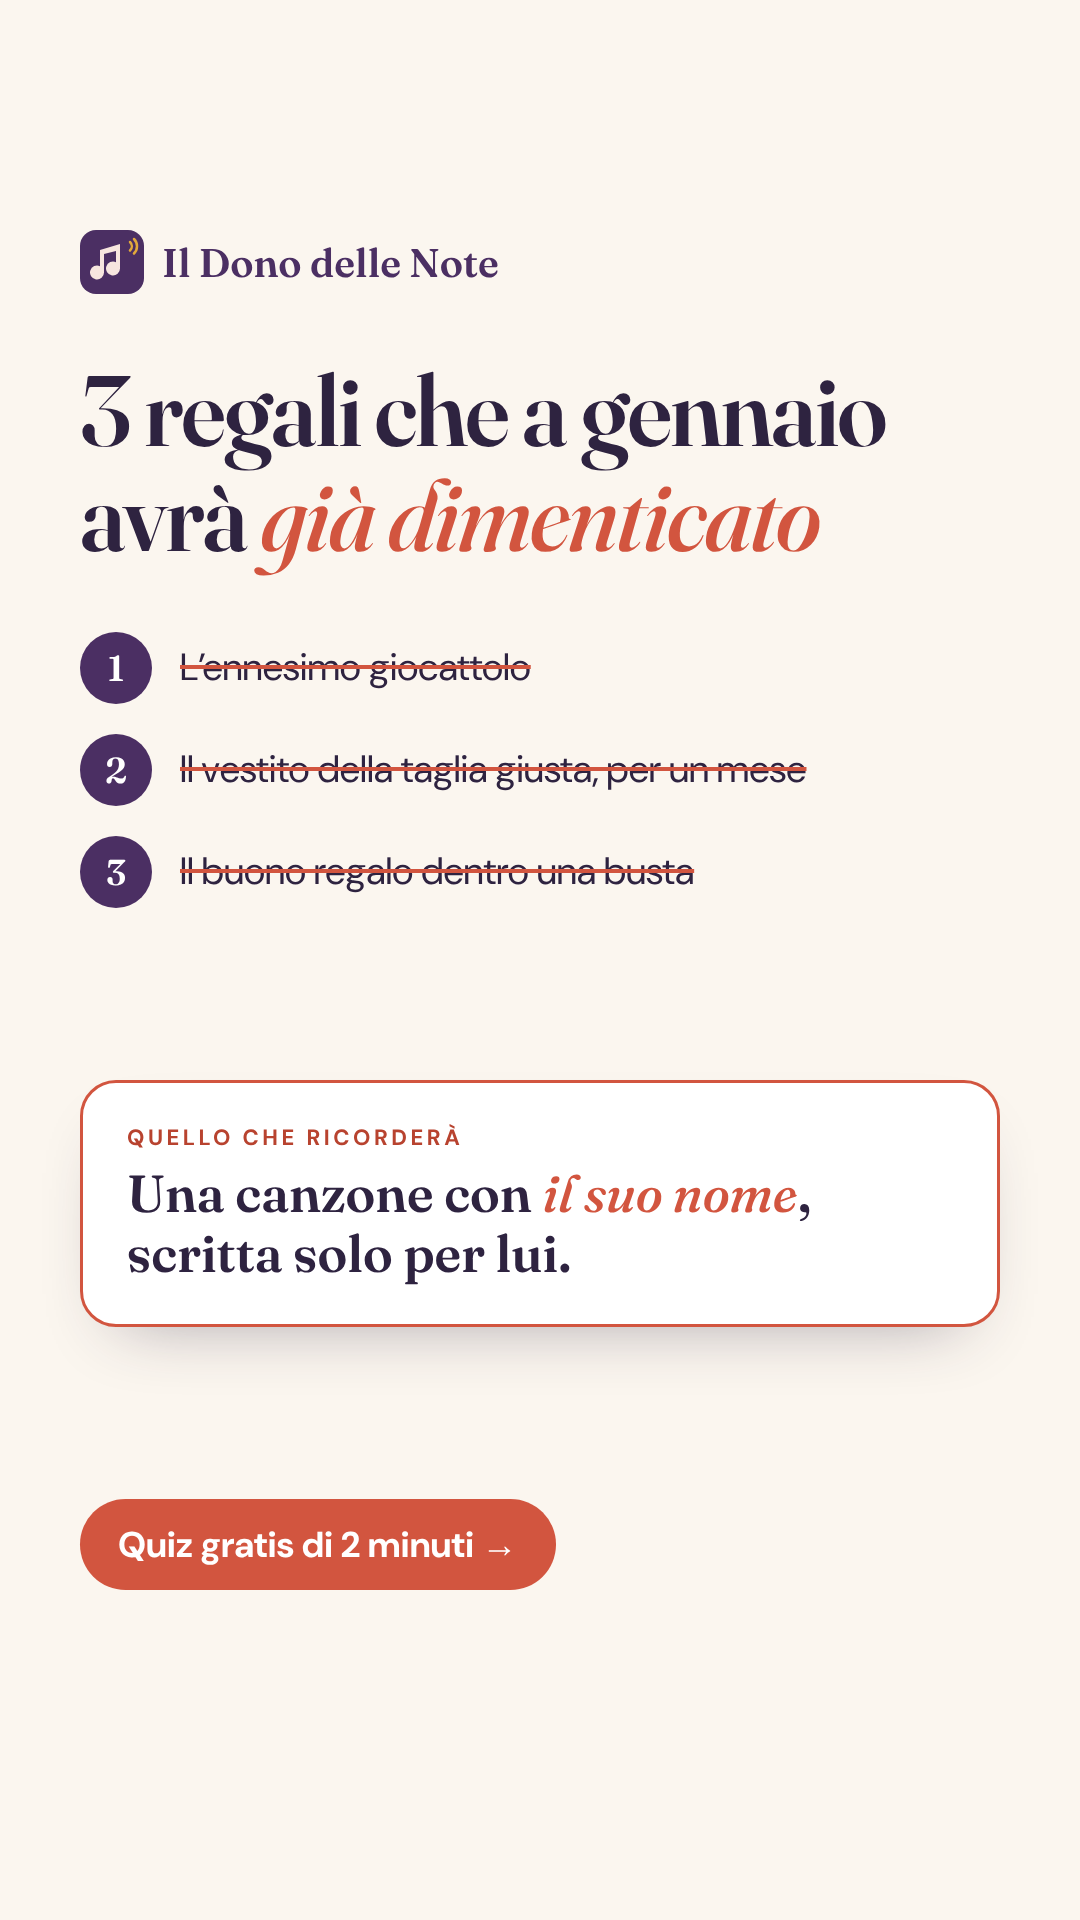 Il Dono delle Note
3 regali che a gennaio
avrà già dimenticato
1 L'ennesimo giocattolo
2 Il vestito della taglia giusta, per un mese
3 Il buono regalo dentro una busta
QUELLO CHE RICORDERÀ
Una canzone con il suo nome,
scritta solo per lui.
Quiz gratis di 2 minuti →